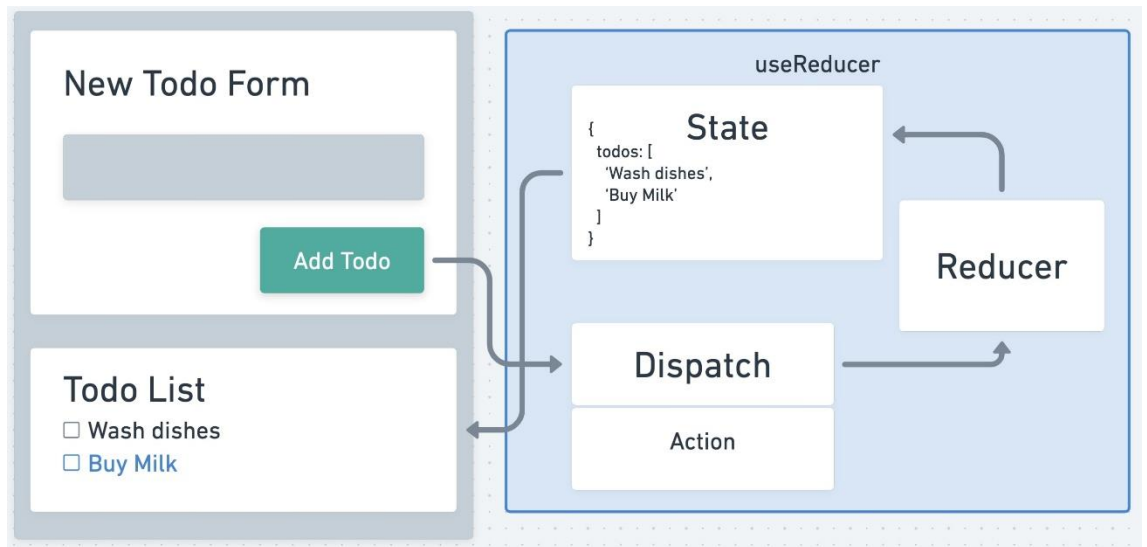 New Todo Form
Add Todo
Todo List
Wash dishes
Buy Milk
useReducer
State
{
todos: [
‘Wash dishes’,
‘Buy Milk’
]
}
Reducer
Dispatch
Action